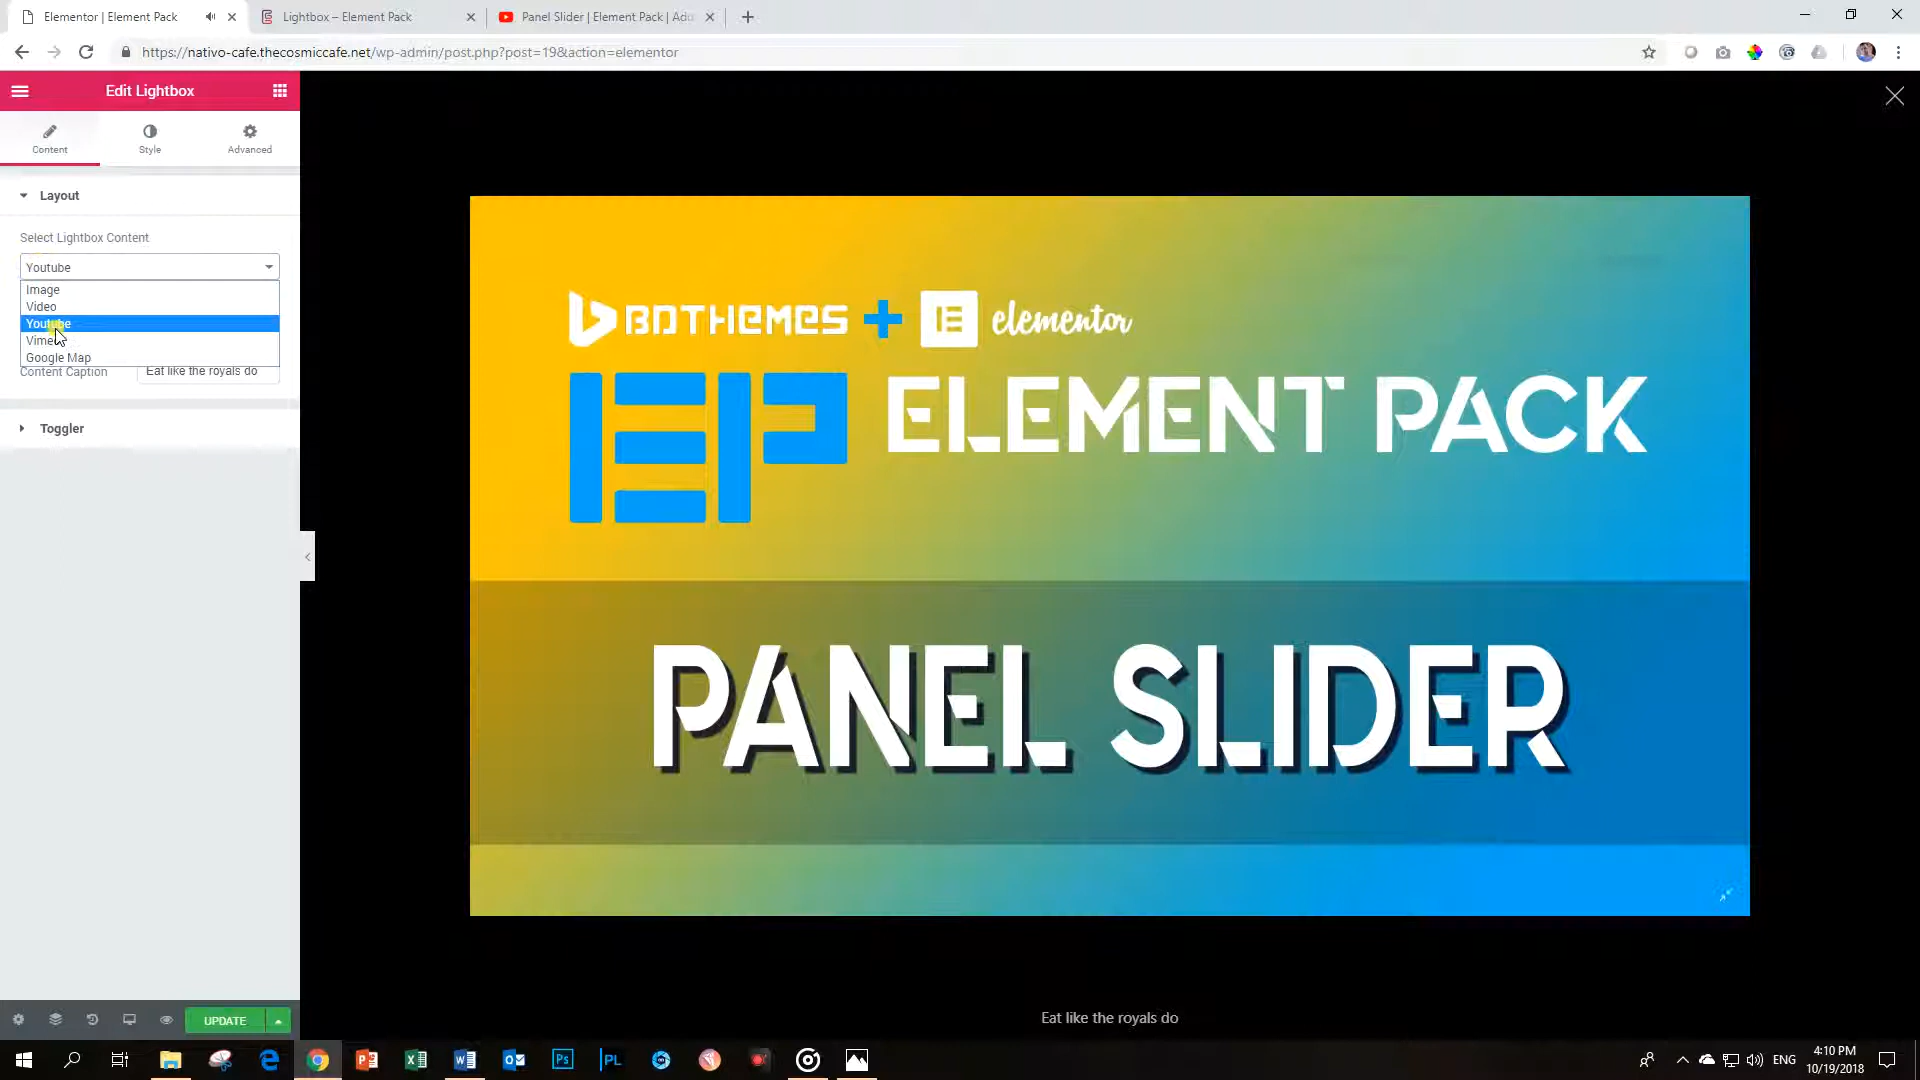 Elementor | Element Pack
Lightbox – Element Pack
Panel Slider | Element Pack | Ado
https://nativo-cafe.thecosmiccafe.net/wp-admin/post.php?post=19&action=elementor
Edit Lightbox
Content
Style
Advanced
Layout
Select Lightbox Content
Youtube
Image
Video
Youtube
Google Map
Content Caption
Eat like the royals do
Toggler
UPDATE
BDTHEMES + E elementor
EP ELEMENT PACK
PANEL SLIDER
Eat like the royals do
ENG
4:10 PM
10/19/2018